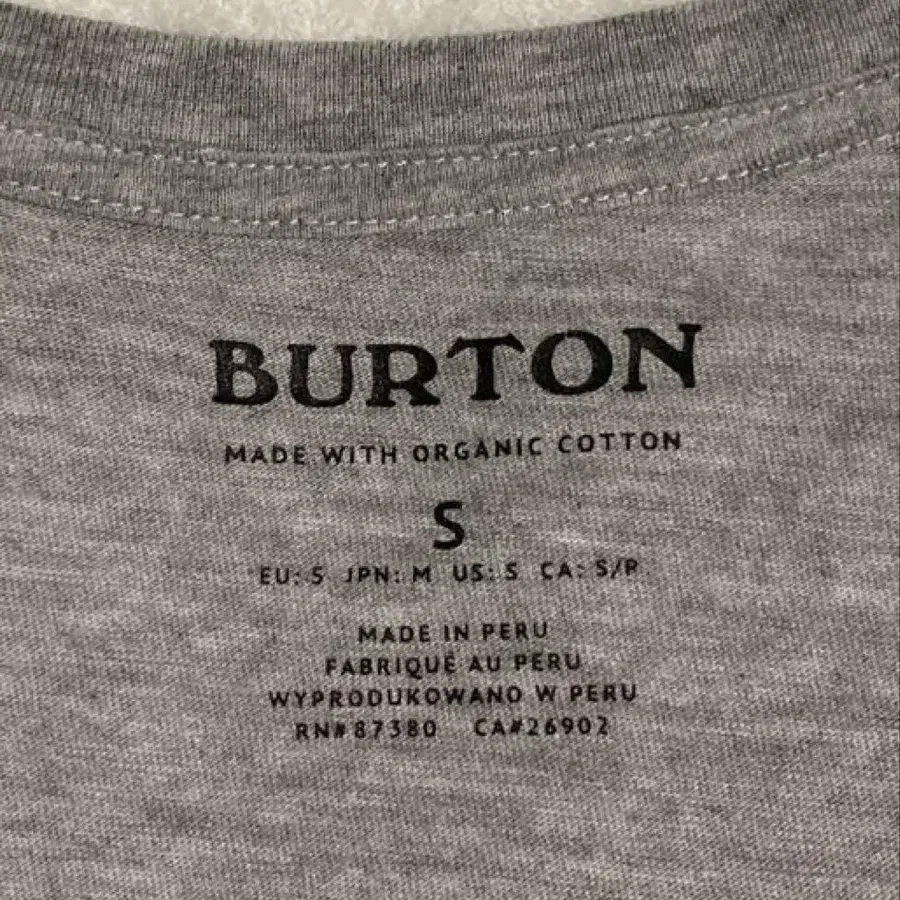 BURTON
MADE WITH ORGANIC COTTON
S
EU: S JPN: M US: S CA: S/P
MADE IN PERU
FABRIQUÉ AU PERU
WYPRODUKOWANO W PERU
RN# 87380 CA#26902